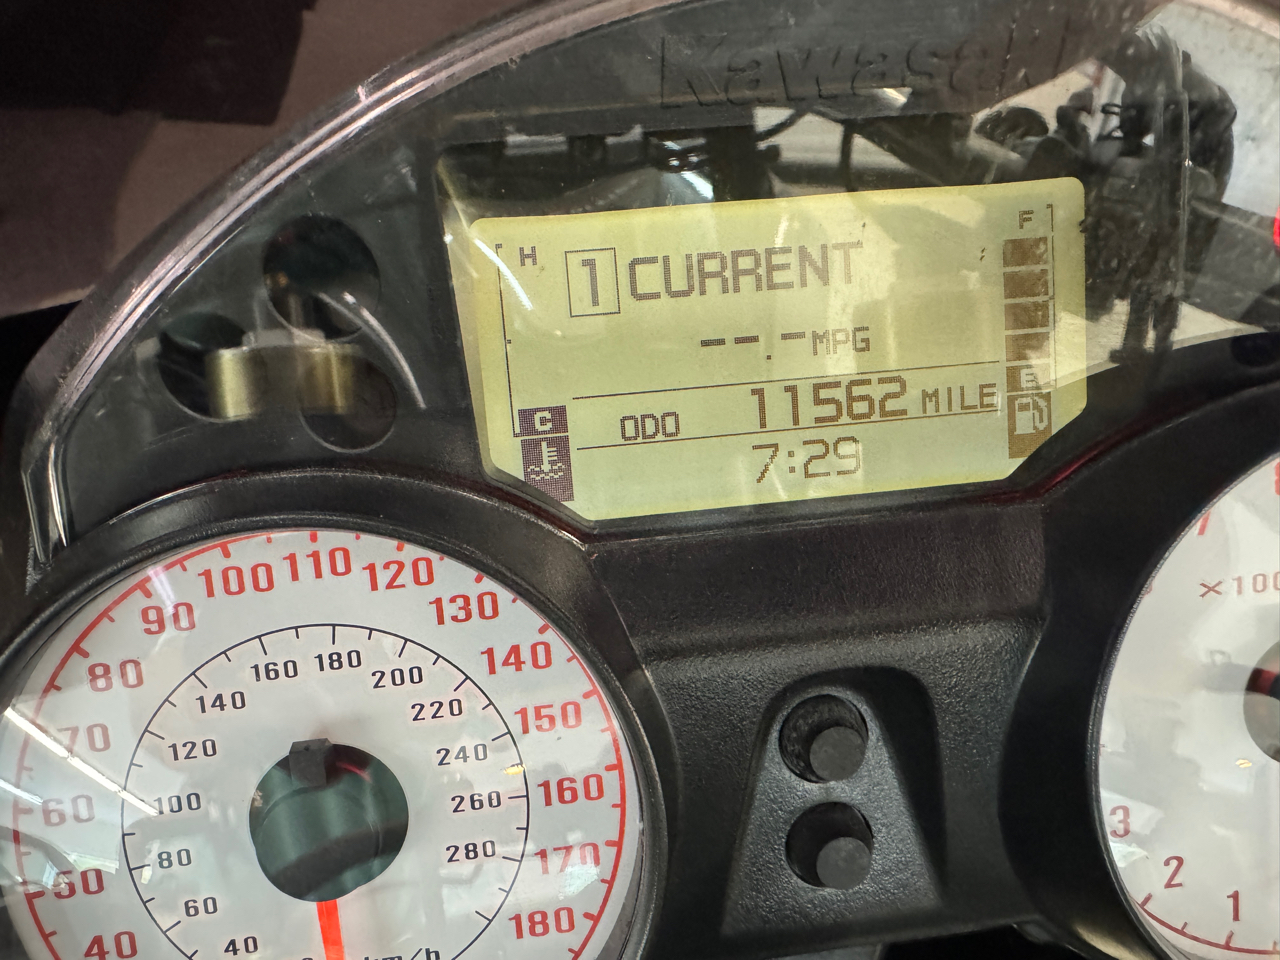 Kawasaki
H
F
1 CURRENT
--.-MPG
E
C
ODO 11562 MILE
7:29
100 110 120
90 130
80 140
70 150
60 160
50 170
40 180
160 180
140 200
120 220
100 240
80 260
60 280
40
km/h
7
×100
3
2
1